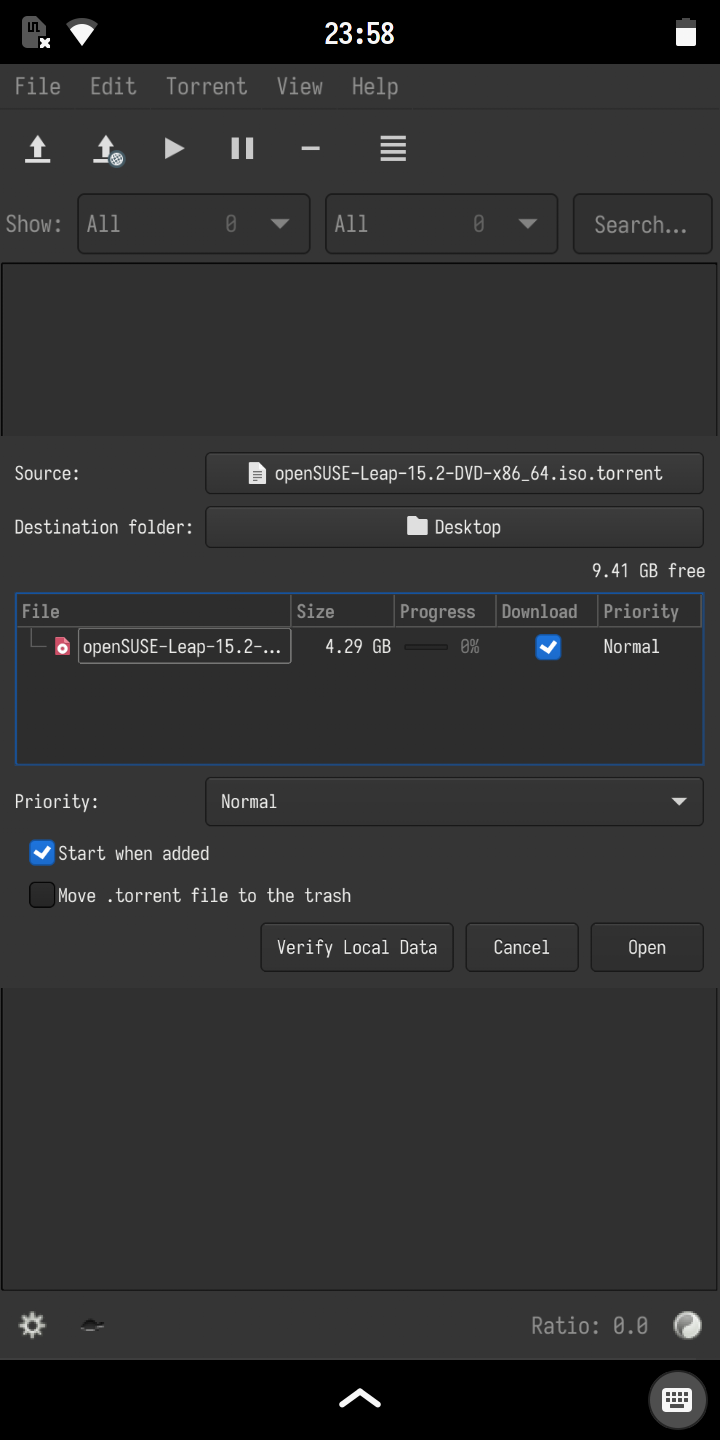 23:58
File Edit Torrent View Help
Show: All 0 All 0 Search...
Source: openSUSE-Leap-15.2-DVD-x86_64.iso.torrent
Destination folder: Desktop
9.41 GB free
File Size Progress Download Priority
openSUSE-Leap-15.2-... 4.29 GB 0% Normal
Priority: Normal
Start when added
Move .torrent file to the trash
Verify Local Data Cancel Open
Ratio: 0.0